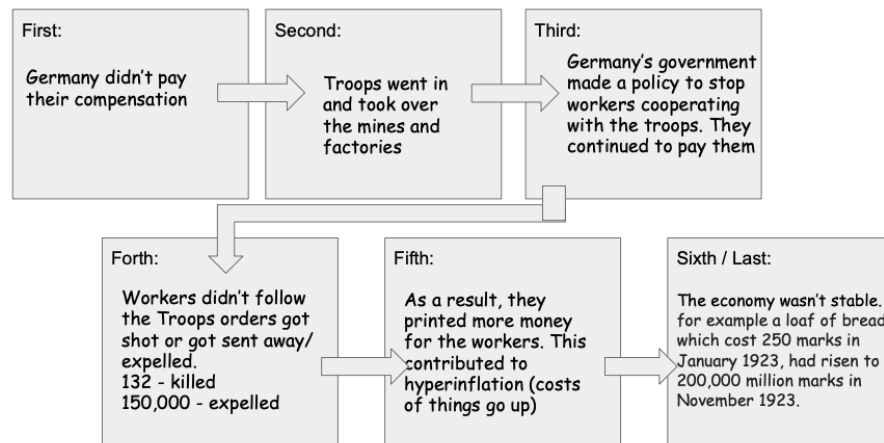 First:
Germany didn't pay
their compensation
Second:
Troops went in
and took over
the mines and
factories
Third:
Germany's government
made a policy to stop
workers cooperating
with the troops. They
continued to pay them
Forth:
Workers didn't follow
the Troops orders got
shot or got sent away/
expelled.
132 - killed
150,000 - expelled
Fifth:
As a result, they
printed more money
for the workers. This
contributed to
hyperinflation (costs
of things go up)
Sixth / Last:
The economy wasn't stable.
for example a loaf of bread
which cost 250 marks in
January 1923, had risen to
200,000 million marks in
November 1923.